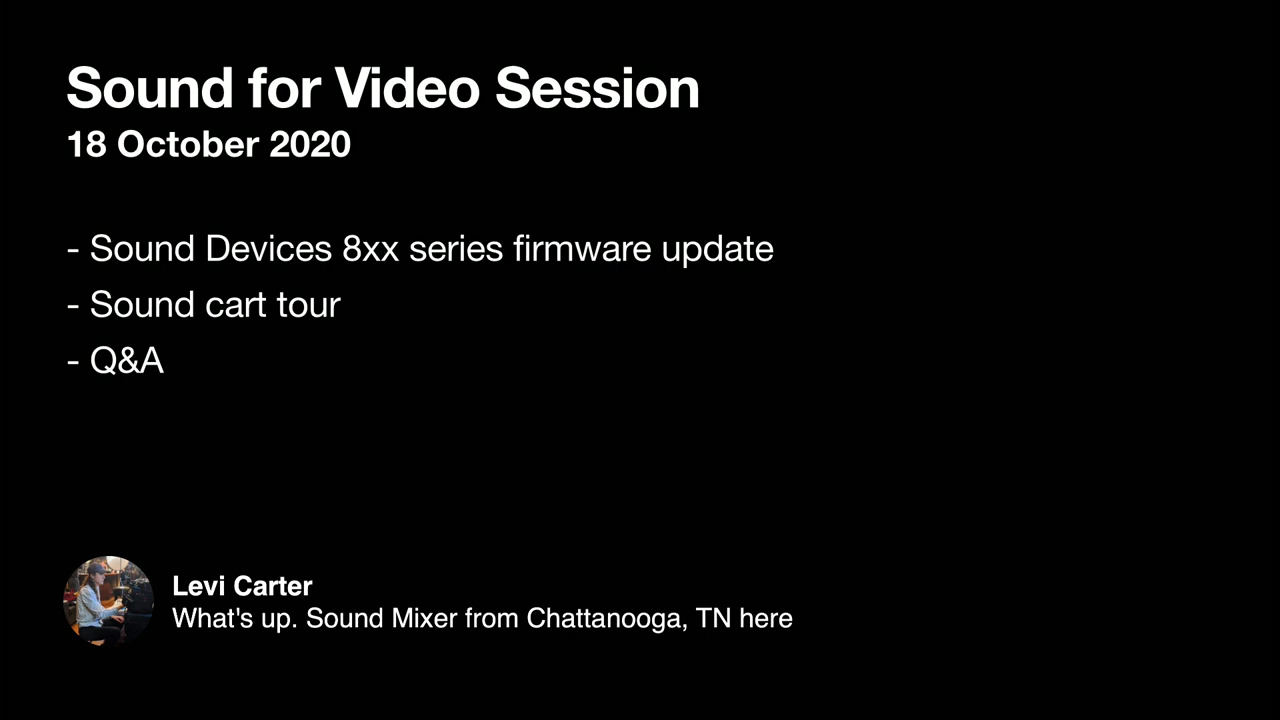 Sound for Video Session
18 October 2020
- Sound Devices 8xx series firmware update
- Sound cart tour
- Q&A
Levi Carter
What's up. Sound Mixer from Chattanooga, TN here